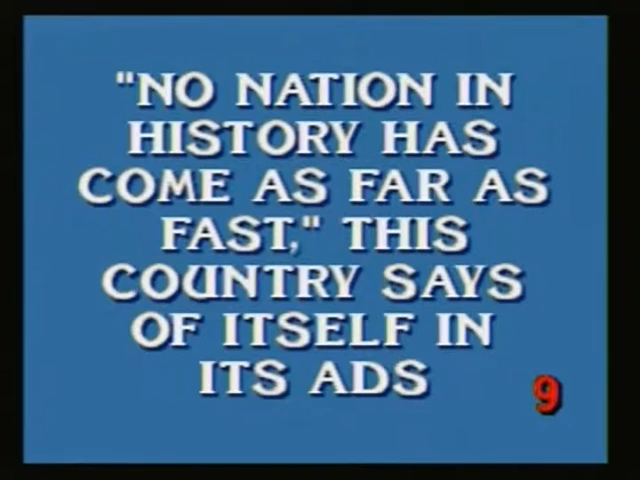 "NO NATION IN
HISTORY HAS
COME AS FAR AS
FAST," THIS
COUNTRY SAYS
OF ITSELF IN
ITS ADS
9